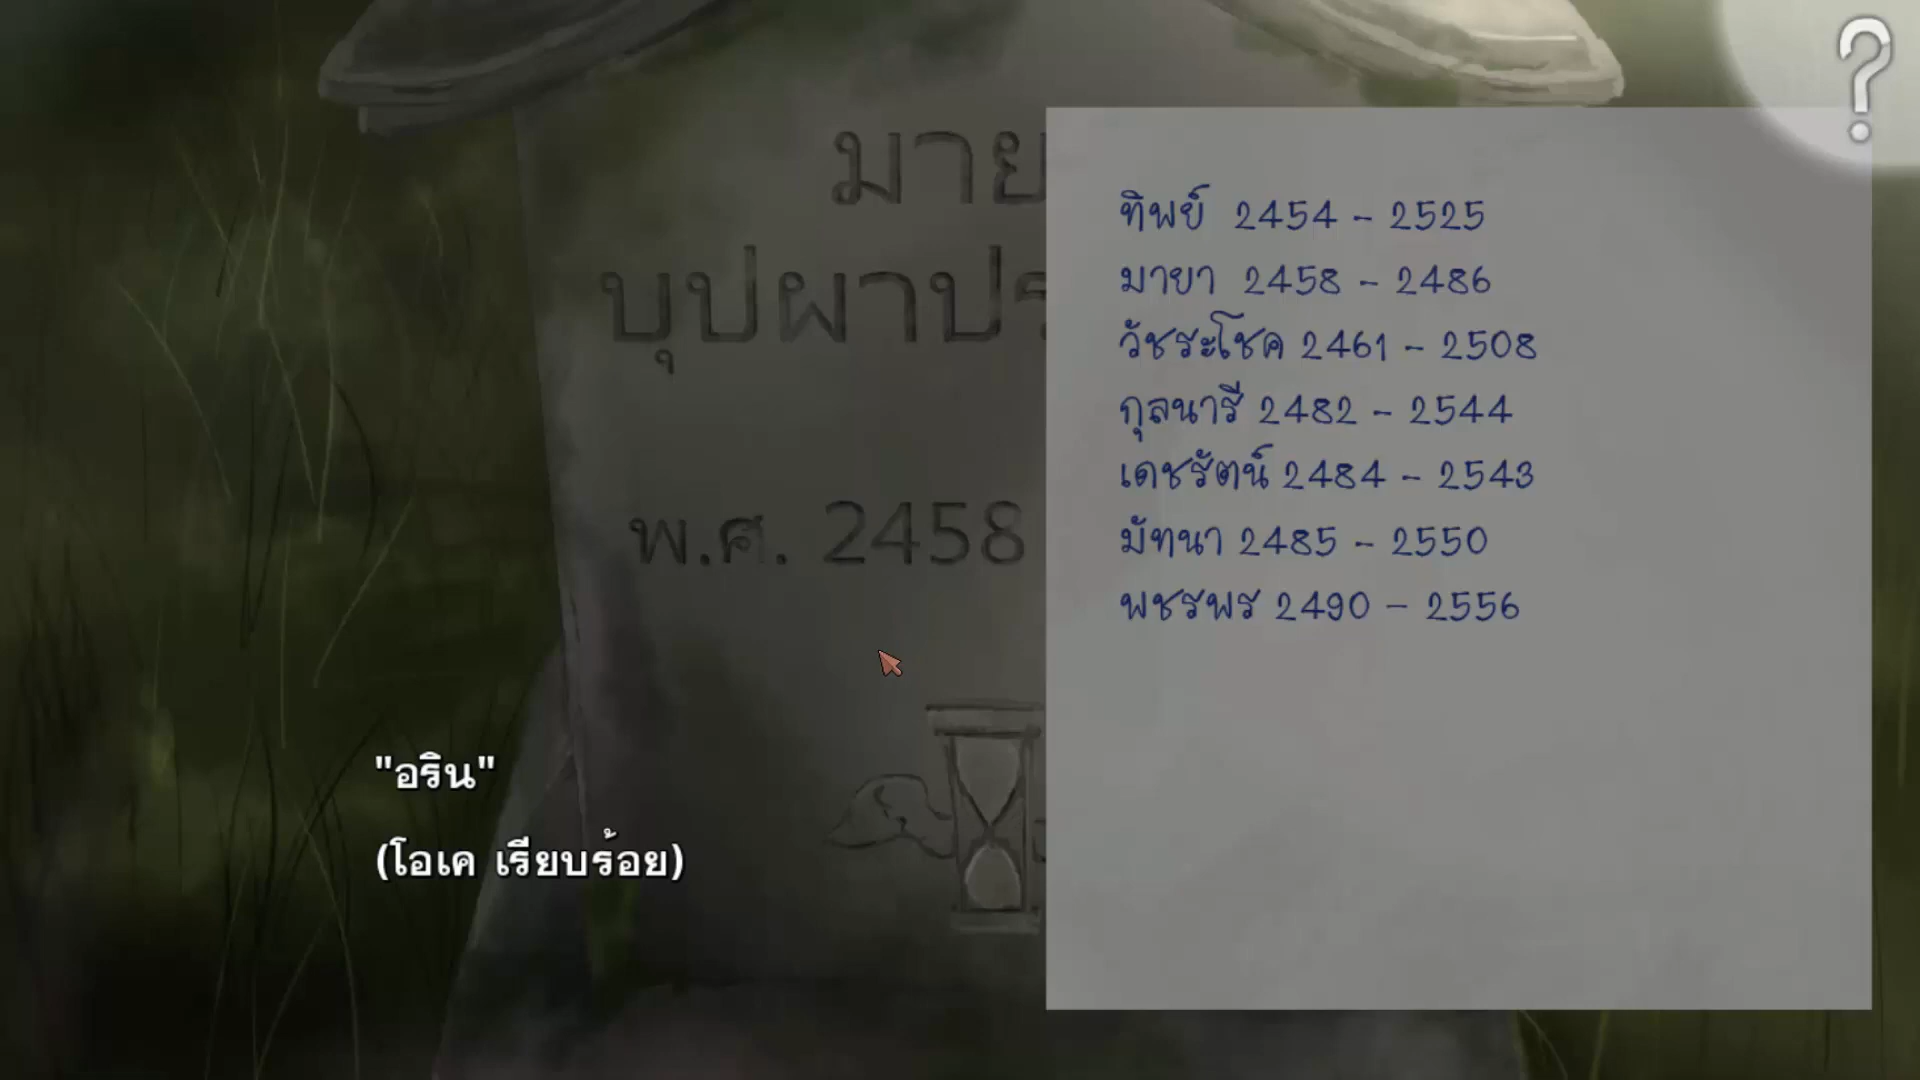 มาย
บุปผาปร
พ.ศ. 2458
ทิพย์ 2454 - 2525
มายา 2458 - 2486
วัชระโชค 2461 - 2508
กุลนารี 2482 - 2544
เดชรัตน์ 2484 - 2543
มัทนา 2485 - 2550
พชรพร 2490 - 2556
"อริน"
(โอเค เรียบร้อย)
?